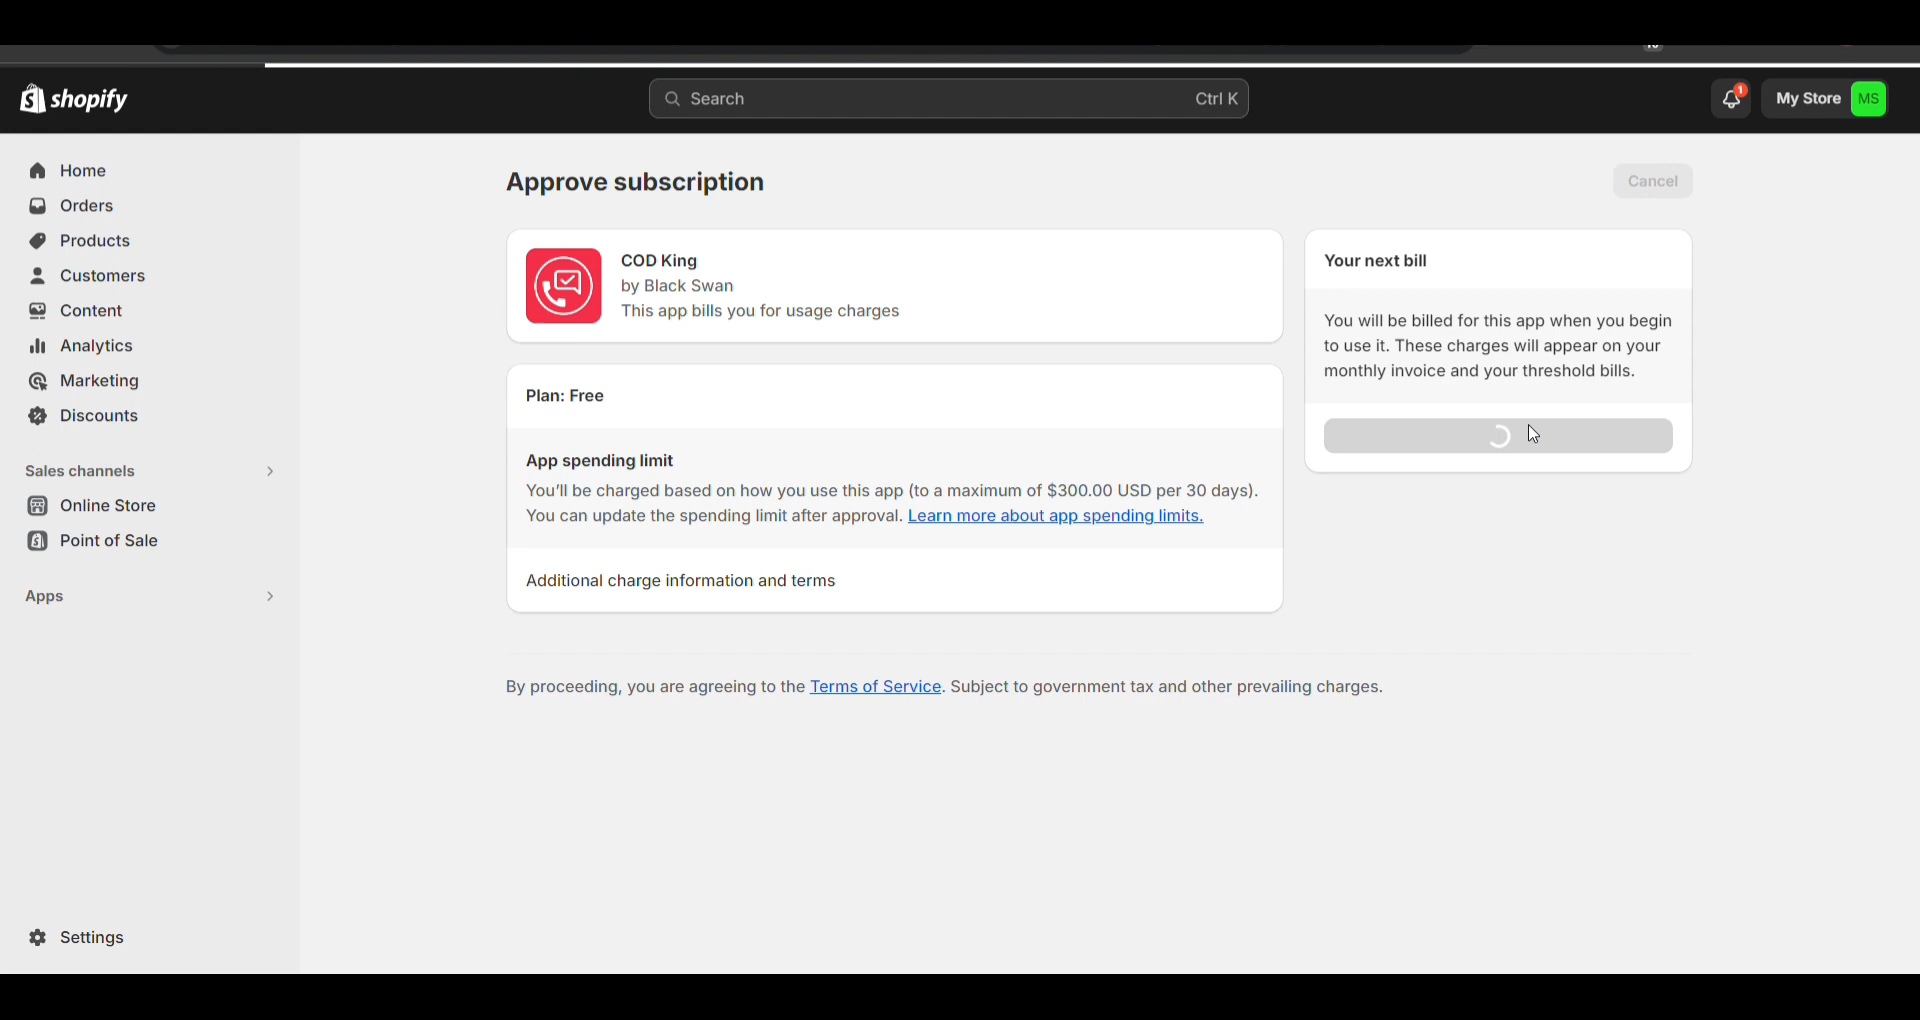 shopify
Search
Ctrl K
1
My Store
MS
Home
Orders
Products
Customers
Content
Analytics
Marketing
Discounts
Sales channels
Online Store
Point of Sale
Apps
Settings
Approve subscription
Cancel
COD King
by Black Swan
This app bills you for usage charges
Plan: Free
App spending limit
You'll be charged based on how you use this app (to a maximum of $300.00 USD per 30 days).
You can update the spending limit after approval. Learn more about app spending limits.
Additional charge information and terms
Your next bill
You will be billed for this app when you begin
to use it. These charges will appear on your
monthly invoice and your threshold bills.
By proceeding, you are agreeing to the Terms of Service. Subject to government tax and other prevailing charges.